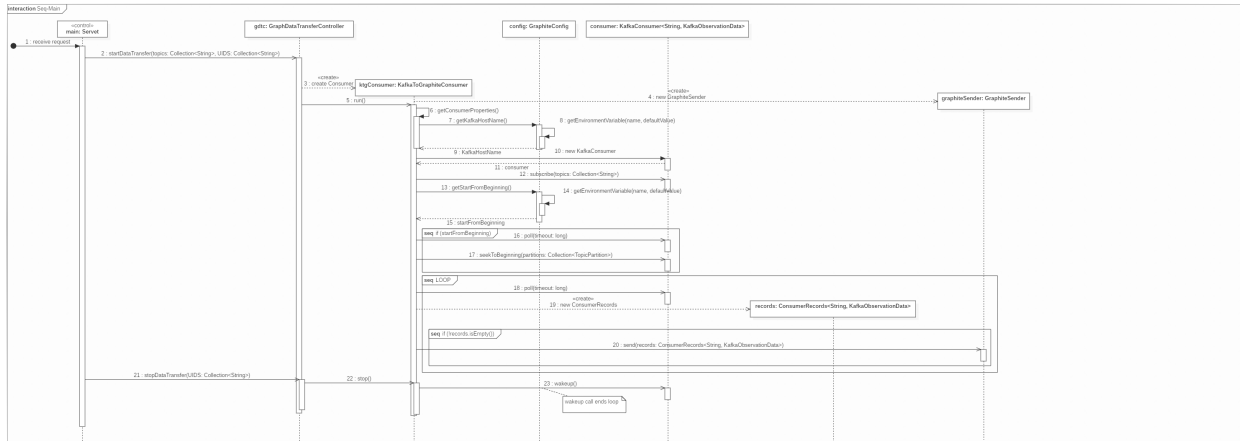 interaction Seq-Main
«control»
main: Servlet
gdtc: GraphDataTransferController
config: GraphiteConfig
consumer: KafkaConsumer<String, KafkaObservationData>
1 : receive request
2 : startDataTransfer(topics: Collection<String>, UIDS: Collection<String>)
«create»
3 : create Consumer
ktgConsumer: KafkaToGraphiteConsumer
«create»
4 : new GraphiteSender
graphiteSender: GraphiteSender
5 : run()
6 : getConsumerProperties()
7 : getKafkaHostName()
8 : getEnvironmentVariable(name, defaultValue)
9 : KafkaHostName
10 : new KafkaConsumer
11 : consumer
12 : subscribe(topics: Collection<String>)
13 : getStartFromBeginning()
14 : getEnvironmentVariable(name, defaultValue)
15 : startFromBeginning
seq if (startFromBeginning)
16 : poll(timeout: long)
17 : seekToBeginning(partitions: Collection<TopicPartition>)
seq LOOP
18 : poll(timeout: long)
«create»
19 : new ConsumerRecords
records: ConsumerRecords<String, KafkaObservationData>
seq if (!records.isEmpty())
20 : send(records: ConsumerRecords<String, KafkaObservationData>)
21 : stopDataTransfer(UIDS: Collection<String>)
22 : stop()
23 : wakeup()
wakeup call ends loop